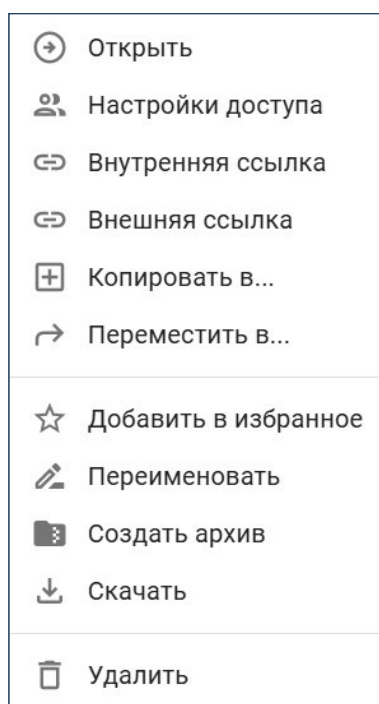 Открыть
Настройки доступа
Внутренняя ссылка
Внешняя ссылка
Копировать в...
Переместить в...
Добавить в избранное
Переименовать
Создать архив
Скачать
Удалить